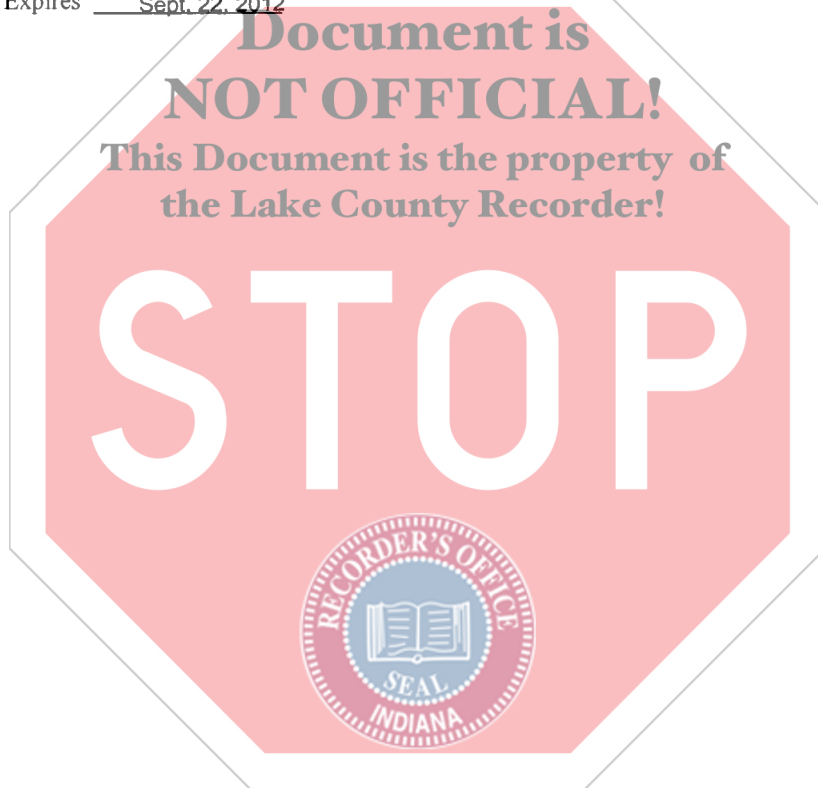 Expires Sept. 22, 2012
Document is
NOT OFFICIAL!
This Document is the property of
the Lake County Recorder!
STOP
RECORDER'S OFFICE
SEAL
INDIANA